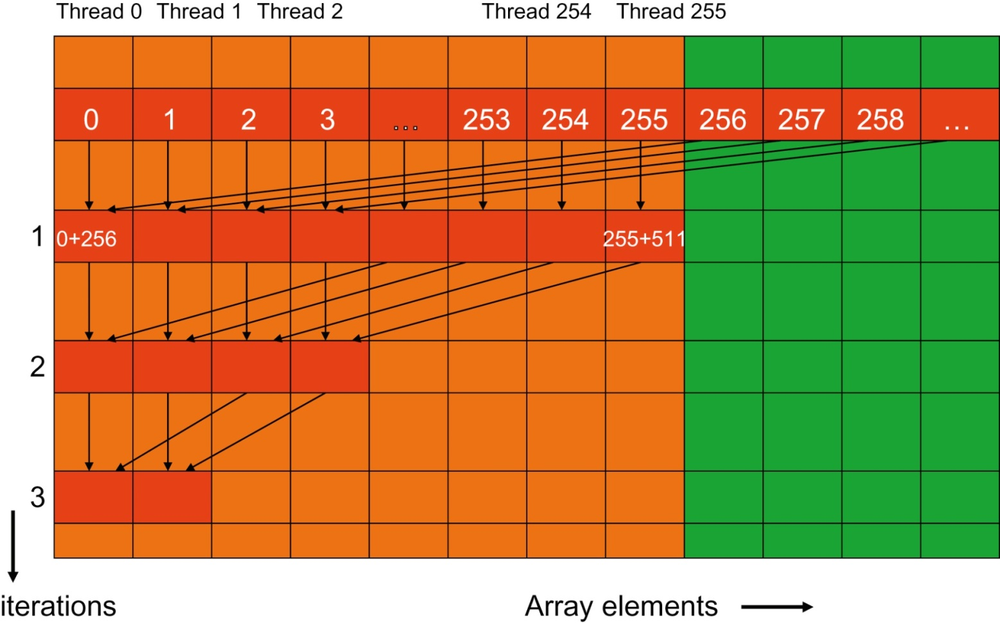 Thread 0 Thread 1 Thread 2 Thread 254 Thread 255
0 1 2 3 ... 253 254 255 256 257 258 ...
1 0+256 255+511
2
3
iterations Array elements